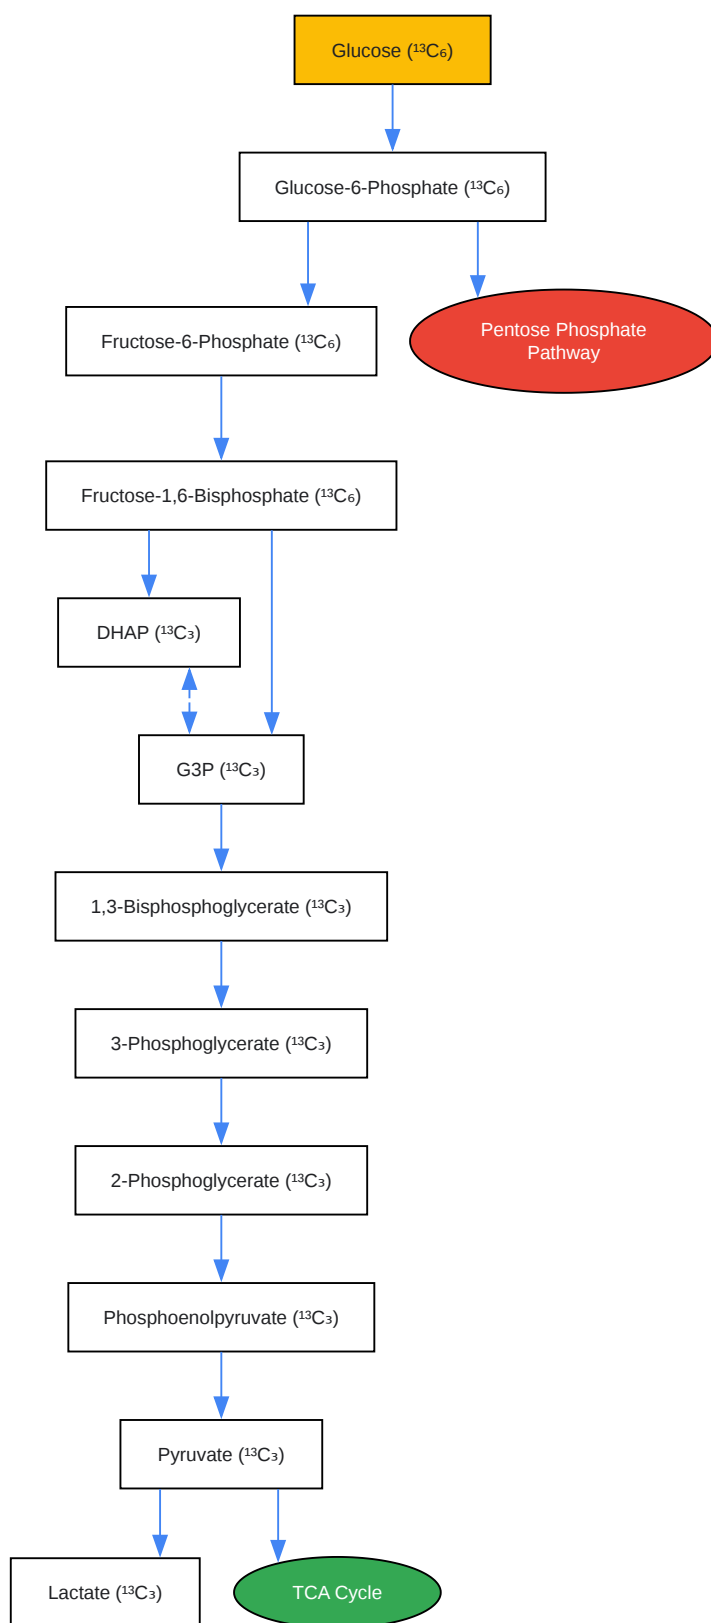 Glucose (¹³C₆)
Glucose-6-Phosphate (¹³C₆)
Fructose-6-Phosphate (¹³C₆)
Pentose Phosphate
Pathway
Fructose-1,6-Bisphosphate (¹³C₆)
DHAP (¹³C₃)
G3P (¹³C₃)
1,3-Bisphosphoglycerate (¹³C₃)
3-Phosphoglycerate (¹³C₃)
2-Phosphoglycerate (¹³C₃)
Phosphoenolpyruvate (¹³C₃)
Pyruvate (¹³C₃)
Lactate (¹³C₃)
TCA Cycle